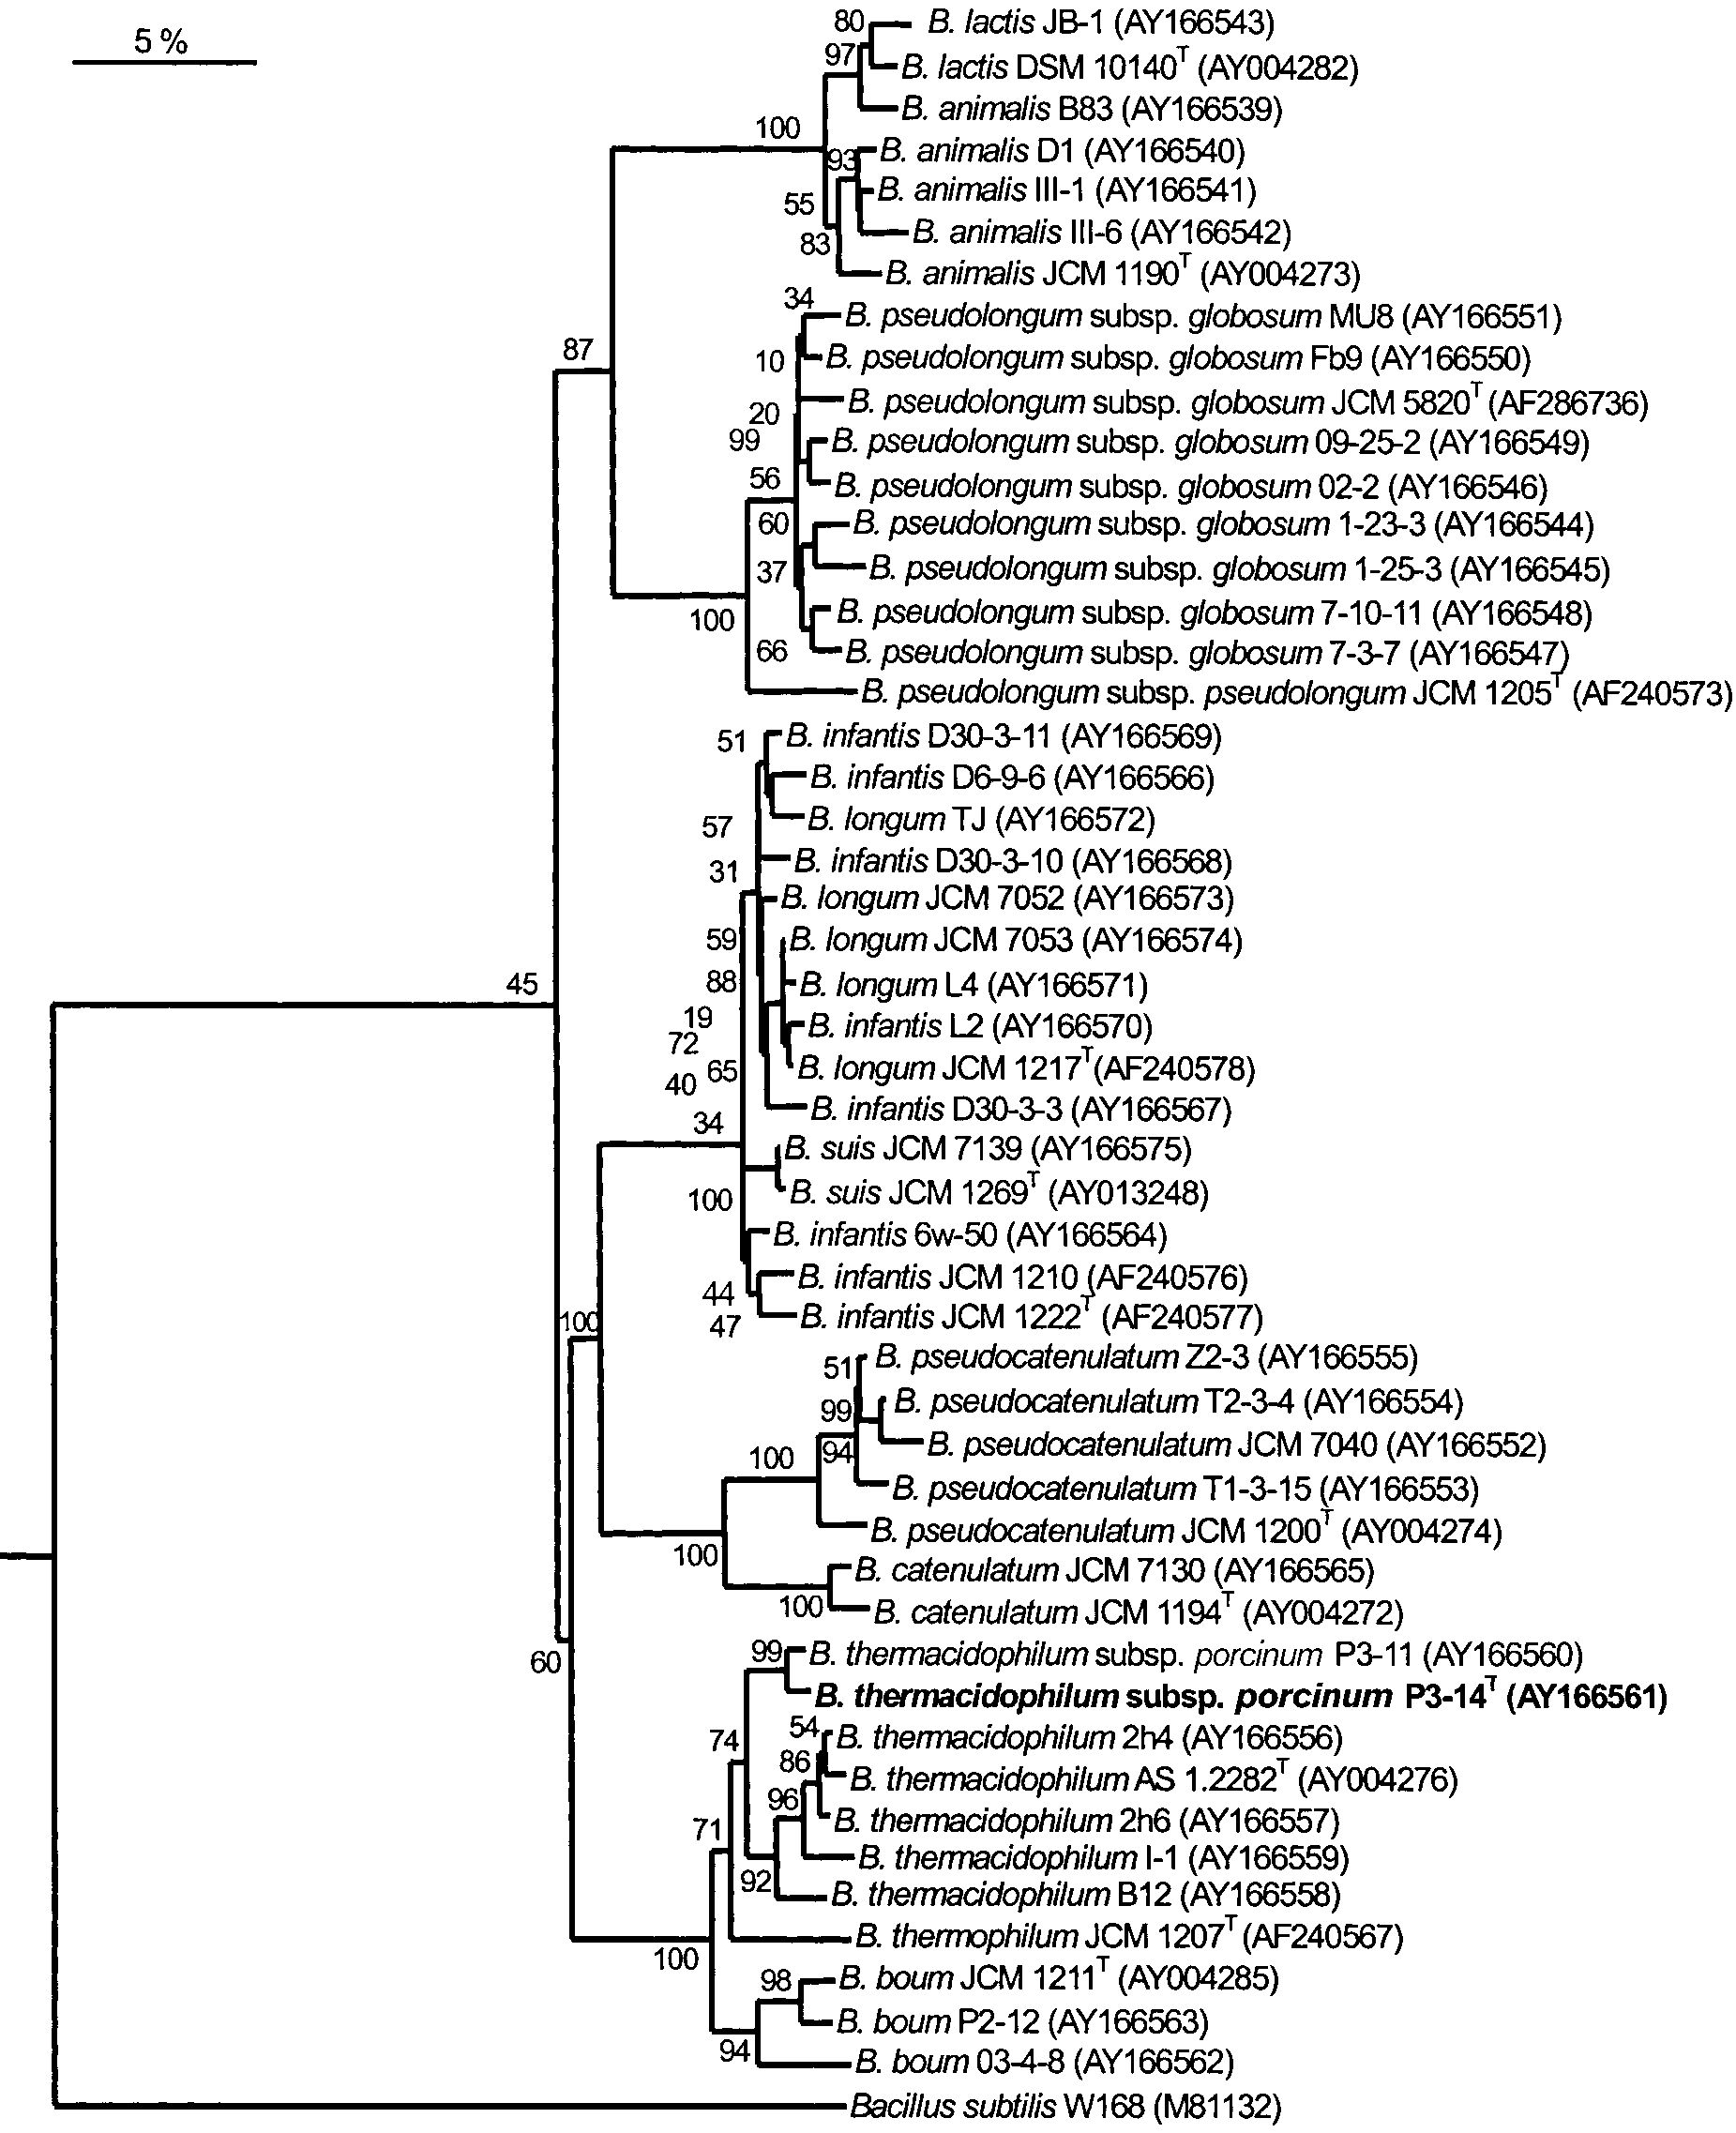 5 %
80
B. lactis JB-1 (AY166543)
97
B. lactis DSM 10140T (AY004282)
B. animalis B83 (AY166539)
100
93
B. animalis D1 (AY166540)
B. animalis III-1 (AY166541)
55
B. animalis III-6 (AY166542)
83
B. animalis JCM 1190T (AY004273)
34
B. pseudolongum subsp. globosum MU8 (AY166551)
87
10
B. pseudolongum subsp. globosum Fb9 (AY166550)
B. pseudolongum subsp. globosum JCM 5820T (AF286736)
20
99
B. pseudolongum subsp. globosum 09-25-2 (AY166549)
56
B. pseudolongum subsp. globosum 02-2 (AY166546)
60
B. pseudolongum subsp. globosum 1-23-3 (AY166544)
37
B. pseudolongum subsp. globosum 1-25-3 (AY166545)
100
B. pseudolongum subsp. globosum 7-10-11 (AY166548)
66
B. pseudolongum subsp. globosum 7-3-7 (AY166547)
B. pseudolongum subsp. pseudolongum JCM 1205T (AF240573)
51
B. infantis D30-3-11 (AY166569)
B. infantis D6-9-6 (AY166566)
57
B. longum TJ (AY166572)
31
B. infantis D30-3-10 (AY166568)
B. longum JCM 7052 (AY166573)
59
B. longum JCM 7053 (AY166574)
45
88
B. longum L4 (AY166571)
19
B. infantis L2 (AY166570)
72
65
B. longum JCM 1217T(AF240578)
40
B. infantis D30-3-3 (AY166567)
34
B. suis JCM 7139 (AY166575)
100
B. suis JCM 1269T (AY013248)
B. infantis 6w-50 (AY166564)
44
B. infantis JCM 1210 (AF240576)
100
47
B. infantis JCM 1222T (AF240577)
51
B. pseudocatenulatum Z2-3 (AY166555)
99
B. pseudocatenulatum T2-3-4 (AY166554)
100
94
B. pseudocatenulatum JCM 7040 (AY166552)
B. pseudocatenulatum T1-3-15 (AY166553)
B. pseudocatenulatum JCM 1200T (AY004274)
100
B. catenulatum JCM 7130 (AY166565)
100
B. catenulatum JCM 1194T (AY004272)
60
99
B. thermacidophilum subsp. porcinum P3-11 (AY166560)
B. thermacidophilum subsp. porcinum P3-14T (AY166561)
74
54
B. thermacidophilum 2h4 (AY166556)
86
B. thermacidophilum AS 1.2282T (AY004276)
96
B. thermacidophilum 2h6 (AY166557)
71
B. thermacidophilum I-1 (AY166559)
92
B. thermacidophilum B12 (AY166558)
B. thermophilum JCM 1207T (AF240567)
100
98
B. boum JCM 1211T (AY004285)
B. boum P2-12 (AY166563)
94
B. boum 03-4-8 (AY166562)
Bacillus subtilis W168 (M81132)